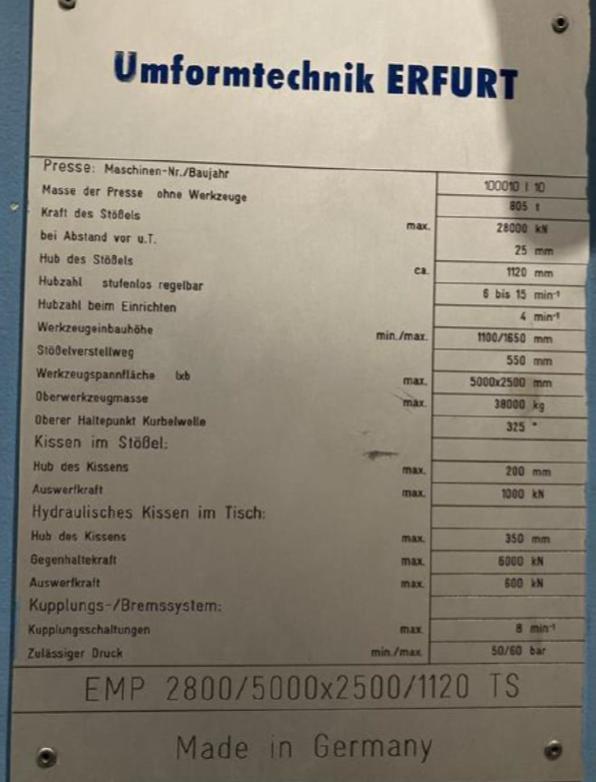 Umformtechnik ERFURT
Presse: Maschinen-Nr./Baujahr 100010 | 10
Masse der Presse ohne Werkzeuge 805 t
Kraft des Stößels max. 28000 kN
bei Abstand vor u.T. 25 mm
Hub des Stößels ca. 1120 mm
Hubzahl stufenlos regelbar 6 bis 15 min⁻¹
Hubzahl beim Einrichten 4 min⁻¹
Werkzeugeinbauhöhe min./max. 1100/1650 mm
Stößelverstellweg 550 mm
Werkzeugspannfläche lxb max. 5000x2500 mm
Oberwerkzeugmasse max. 38000 kg
Oberer Haltepunkt Kurbelwelle 325 °
Kissen im Stößel:
Hub des Kissens max. 200 mm
Auswerfkraft max. 1000 kN
Hydraulisches Kissen im Tisch:
Hub des Kissens max. 350 mm
Gegenhaltekraft max. 6000 kN
Auswerfkraft max. 600 kN
Kupplungs-/Bremssystem:
Kupplungsschaltungen max. 8 min⁻¹
Zulässiger Druck min./max. 50/60 bar
EMP 2800/5000x2500/1120 TS
Made in Germany